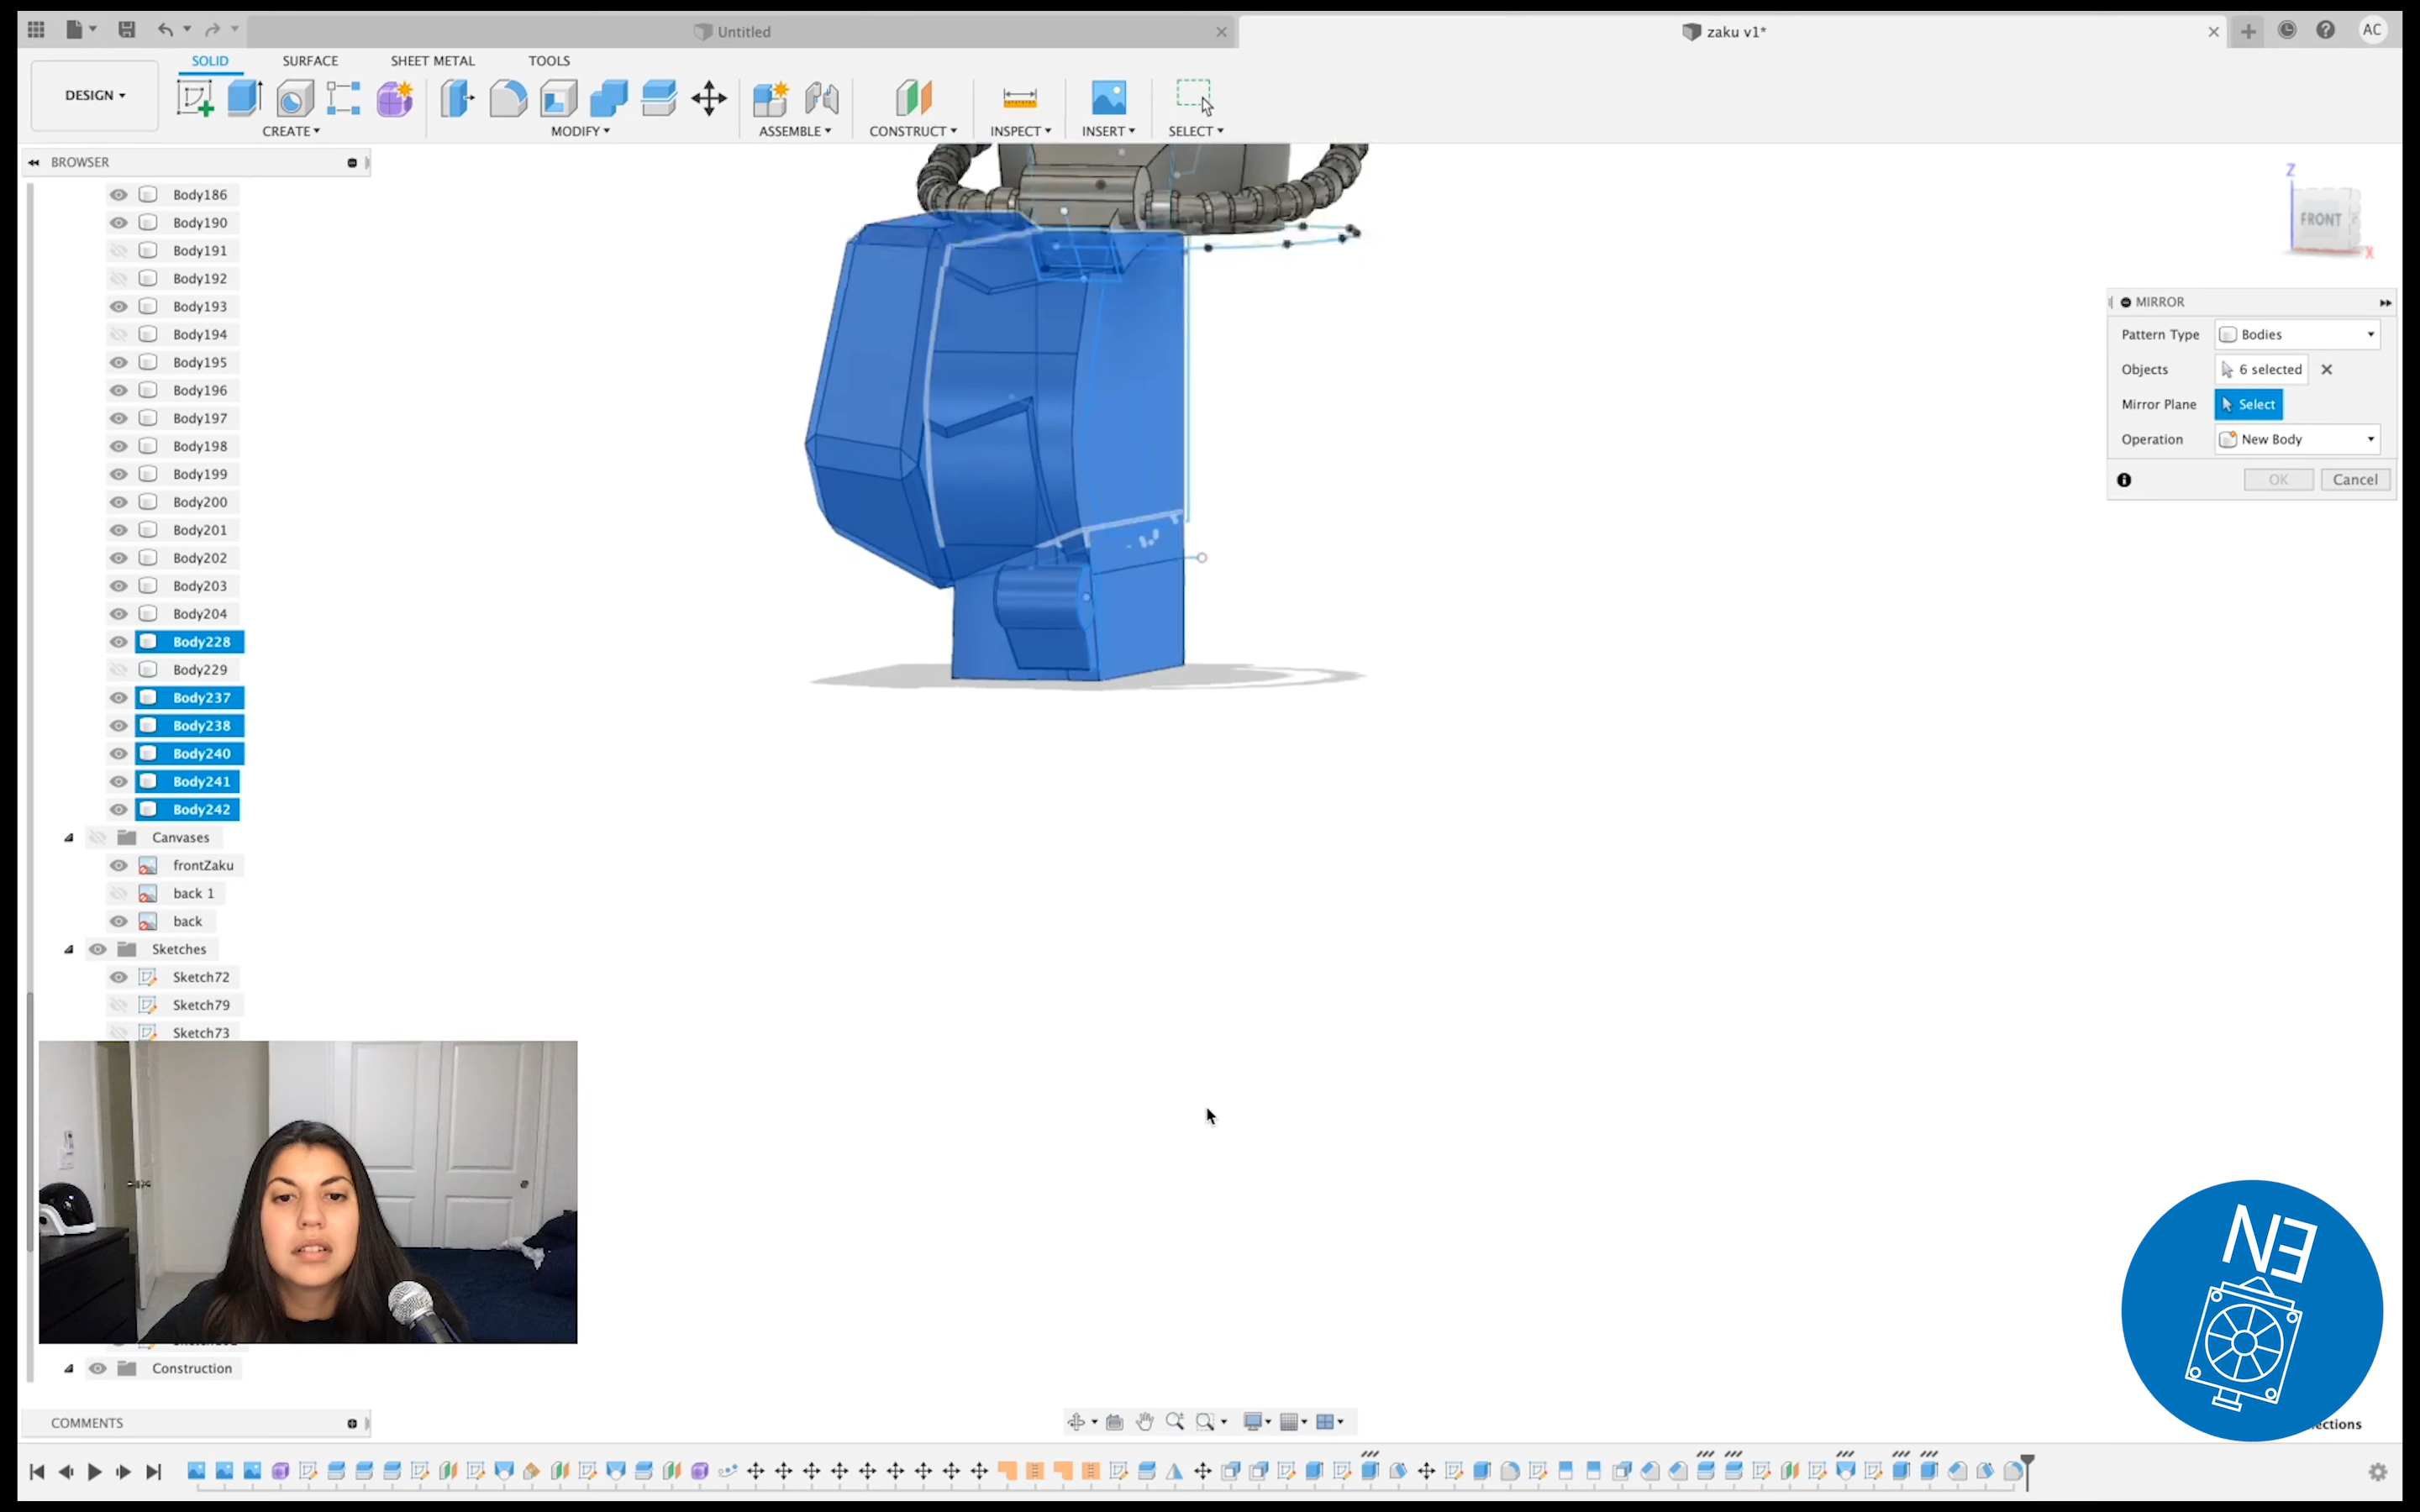 Untitled
zaku v1*
AC
DESIGN
SOLID
SURFACE
SHEET METAL
TOOLS
CREATE
MODIFY
ASSEMBLE
CONSTRUCT
INSPECT
INSERT
SELECT
BROWSER
Body186
Body190
Body191
Body192
Body193
Body194
Body195
Body196
Body197
Body198
Body199
Body200
Body201
Body202
Body203
Body204
Body228
Body229
Body237
Body238
Body240
Body241
Body242
Canvases
frontZaku
back 1
back
Sketches
Sketch72
Sketch79
Sketch73
Construction
COMMENTS
Z
FRONT
X
MIRROR
Pattern Type
Bodies
Objects
6 selected
Mirror Plane
Select
Operation
New Body
OK
Cancel